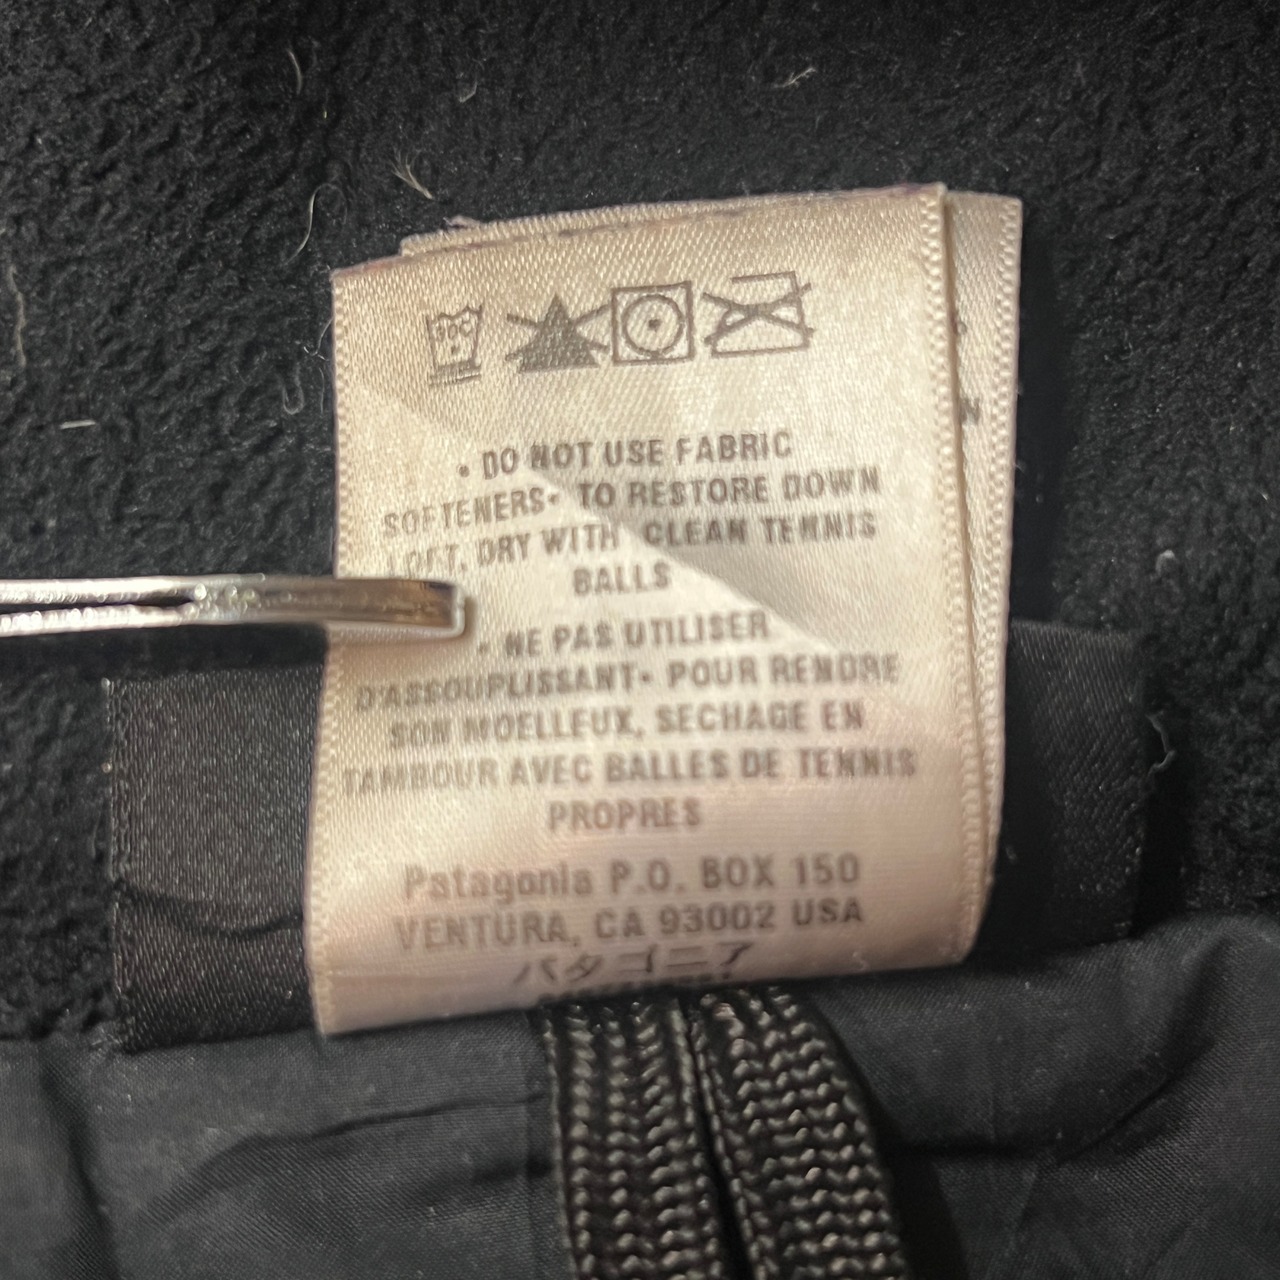 • DO NOT USE FABRIC
SOFTENERS• TO RESTORE DOWN
LOFT, DRY WITH CLEAN TENNIS
BALLS
• NE PAS UTILISER
D'ASSOUPLISSANT• POUR RENDRE
SON MOELLEUX, SECHAGE EN
TAMBOUR AVEC BALLES DE TENNIS
PROPRES
Patagonia P.O. BOX 150
VENTURA, CA 93002 USA
パタゴニア